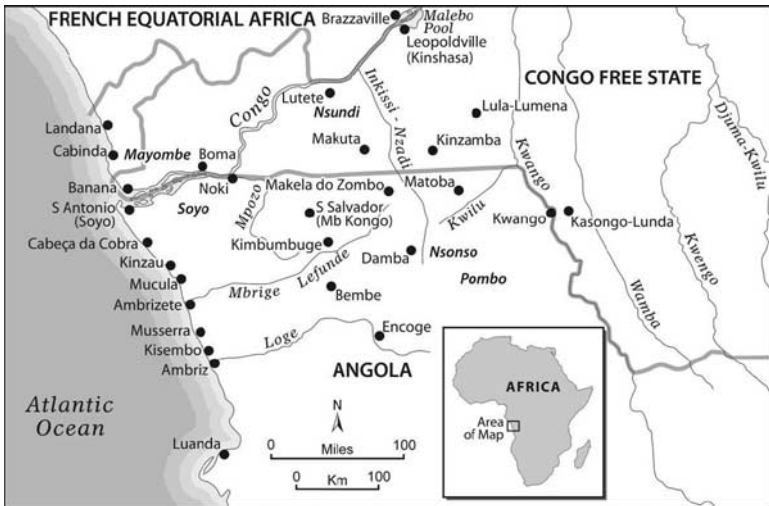 FRENCH EQUATORIAL AFRICA
Brazzaville
Malebo
Pool
Leopoldville
(Kinshasa)
CONGO FREE STATE
Congo
Lutete
Nsundi
Inkissi - Nzadi
Lula-Lumena
Djuma-Kwilu
Landana
Cabinda
Mayombe
Boma
Makuta
Kinzamba
Kwango
Banana
Noki
Makela do Zombo
Matoba
S Antonio
(Soyo)
Soyo
Mpozo
S Salvador
(Mb Kongo)
Kwilu
Kwango
Kasongo-Lunda
Cabeça da Cobra
Kimbumbuge
Damba
Nsonso
Kwengo
Kinzau
Lefunde
Pombo
Mucula
Mbrige
Bembe
Wamba
Ambrizete
Musserra
Loge
Encoge
Kisembo
Ambriz
ANGOLA
AFRICA
Atlantic
Ocean
N
Area
of Map
Luanda
0
100
Miles
0
Km
100